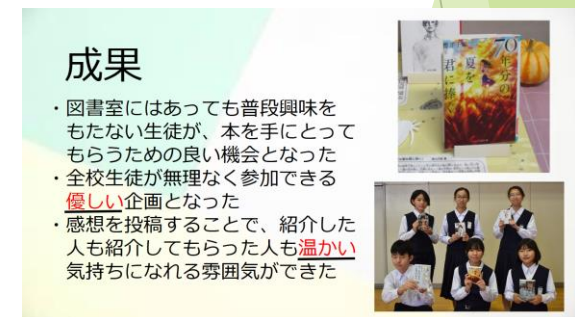 成果
・図書室にはあっても普段興味を
もたない生徒が、本を手にとって
もらうための良い機会となった
・全校生徒が無理なく参加できる
優しい企画となった
・感想を投稿することで、紹介した
人も紹介してもらった人も温かい
気持ちになれる雰囲気ができた
70年分の
夏を
君に捧ぐ